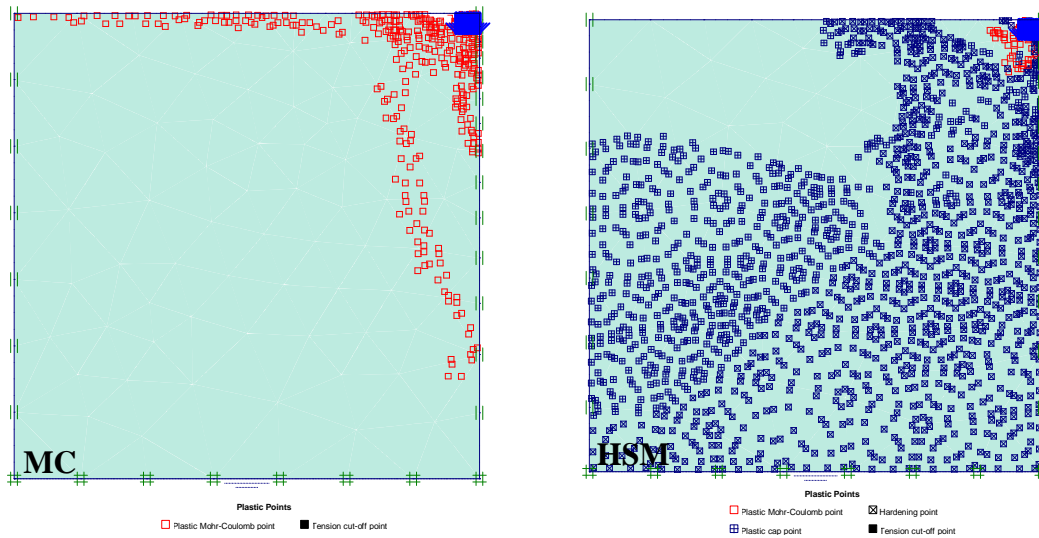 MC
Plastic Points
Plastic Mohr-Coulomb point Tension cut-off point
HSM
Plastic Points
Plastic Mohr-Coulomb point Hardening point
Plastic cap point Tension cut-off point